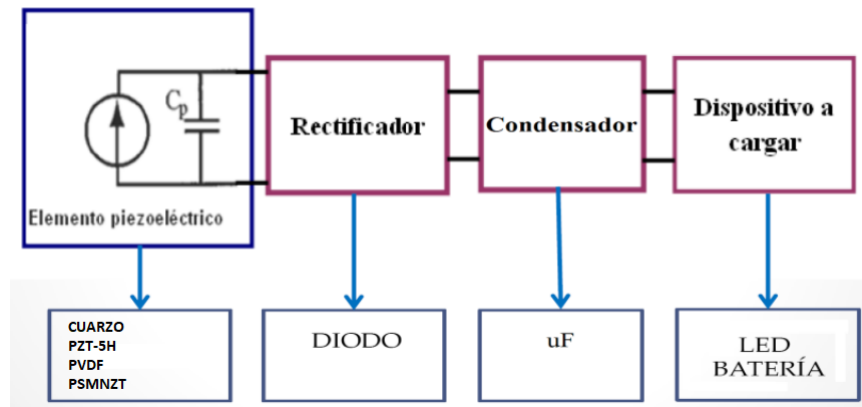 Cp
Elemento piezoeléctrico
Rectificador
Condensador
Dispositivo a
cargar
CUARZO
PZT-5H
PVDF
PSMNZT
DIODO
uF
LED
BATERÍA